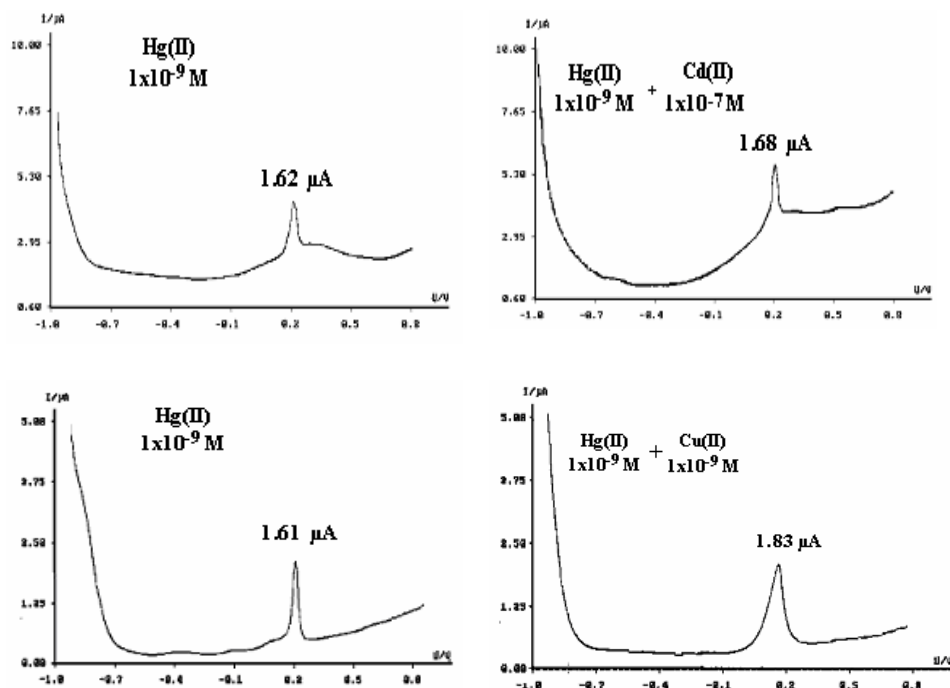 I/µA
10.00
7.65
5.30
2.95
0.60
Hg(II)
1x10⁻⁹ M
1.62 µA
U/V
-1.0 -0.7 -0.4 -0.1 0.2 0.5 0.8
I/µA
10.00
7.65
5.30
2.95
0.60
Hg(II) + Cd(II)
1x10⁻⁹ M 1x10-7M
1.68 µA
U/V
-1.0 -0.7 -0.4 -0.1 0.2 0.5 0.8
I/µA
5.00
3.75
2.50
1.25
0.00
Hg(II)
1x10⁻⁹ M
1.61 µA
U/V
-1.0 -0.7 -0.4 -0.1 0.2 0.5 0.8
I/µA
5.00
3.75
2.50
1.25
0.00
Hg(II) + Cu(II)
1x10⁻⁹ M 1x10⁻⁹ M
1.83 µA
U/V
-1.0 -0.7 -0.4 -0.1 0.2 0.5 0.8